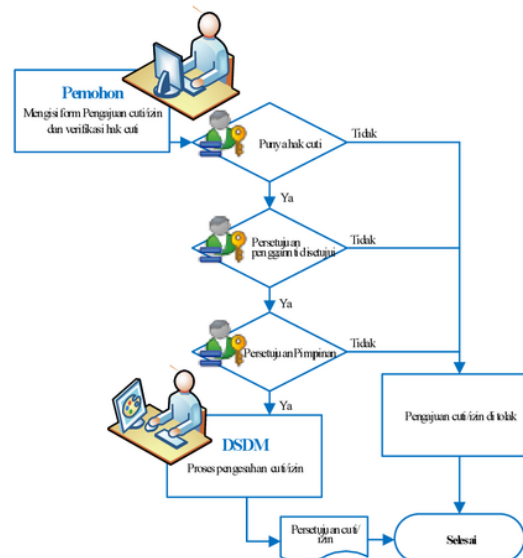 Pemohon
Mengisi form Pengajuan cuti/izin
dan verifikasi hak cuti
Punya hak cuti
Tidak
Ya
Persetujuan
penggainnti disetujui
Tidak
Ya
Persetujuan Pimpinan
Tidak
Ya
Pengajuan cuti/izin di tolak
DSDM
Proses pengesahan cuti/izin
Persetujuan cuti/
izin
Selesai